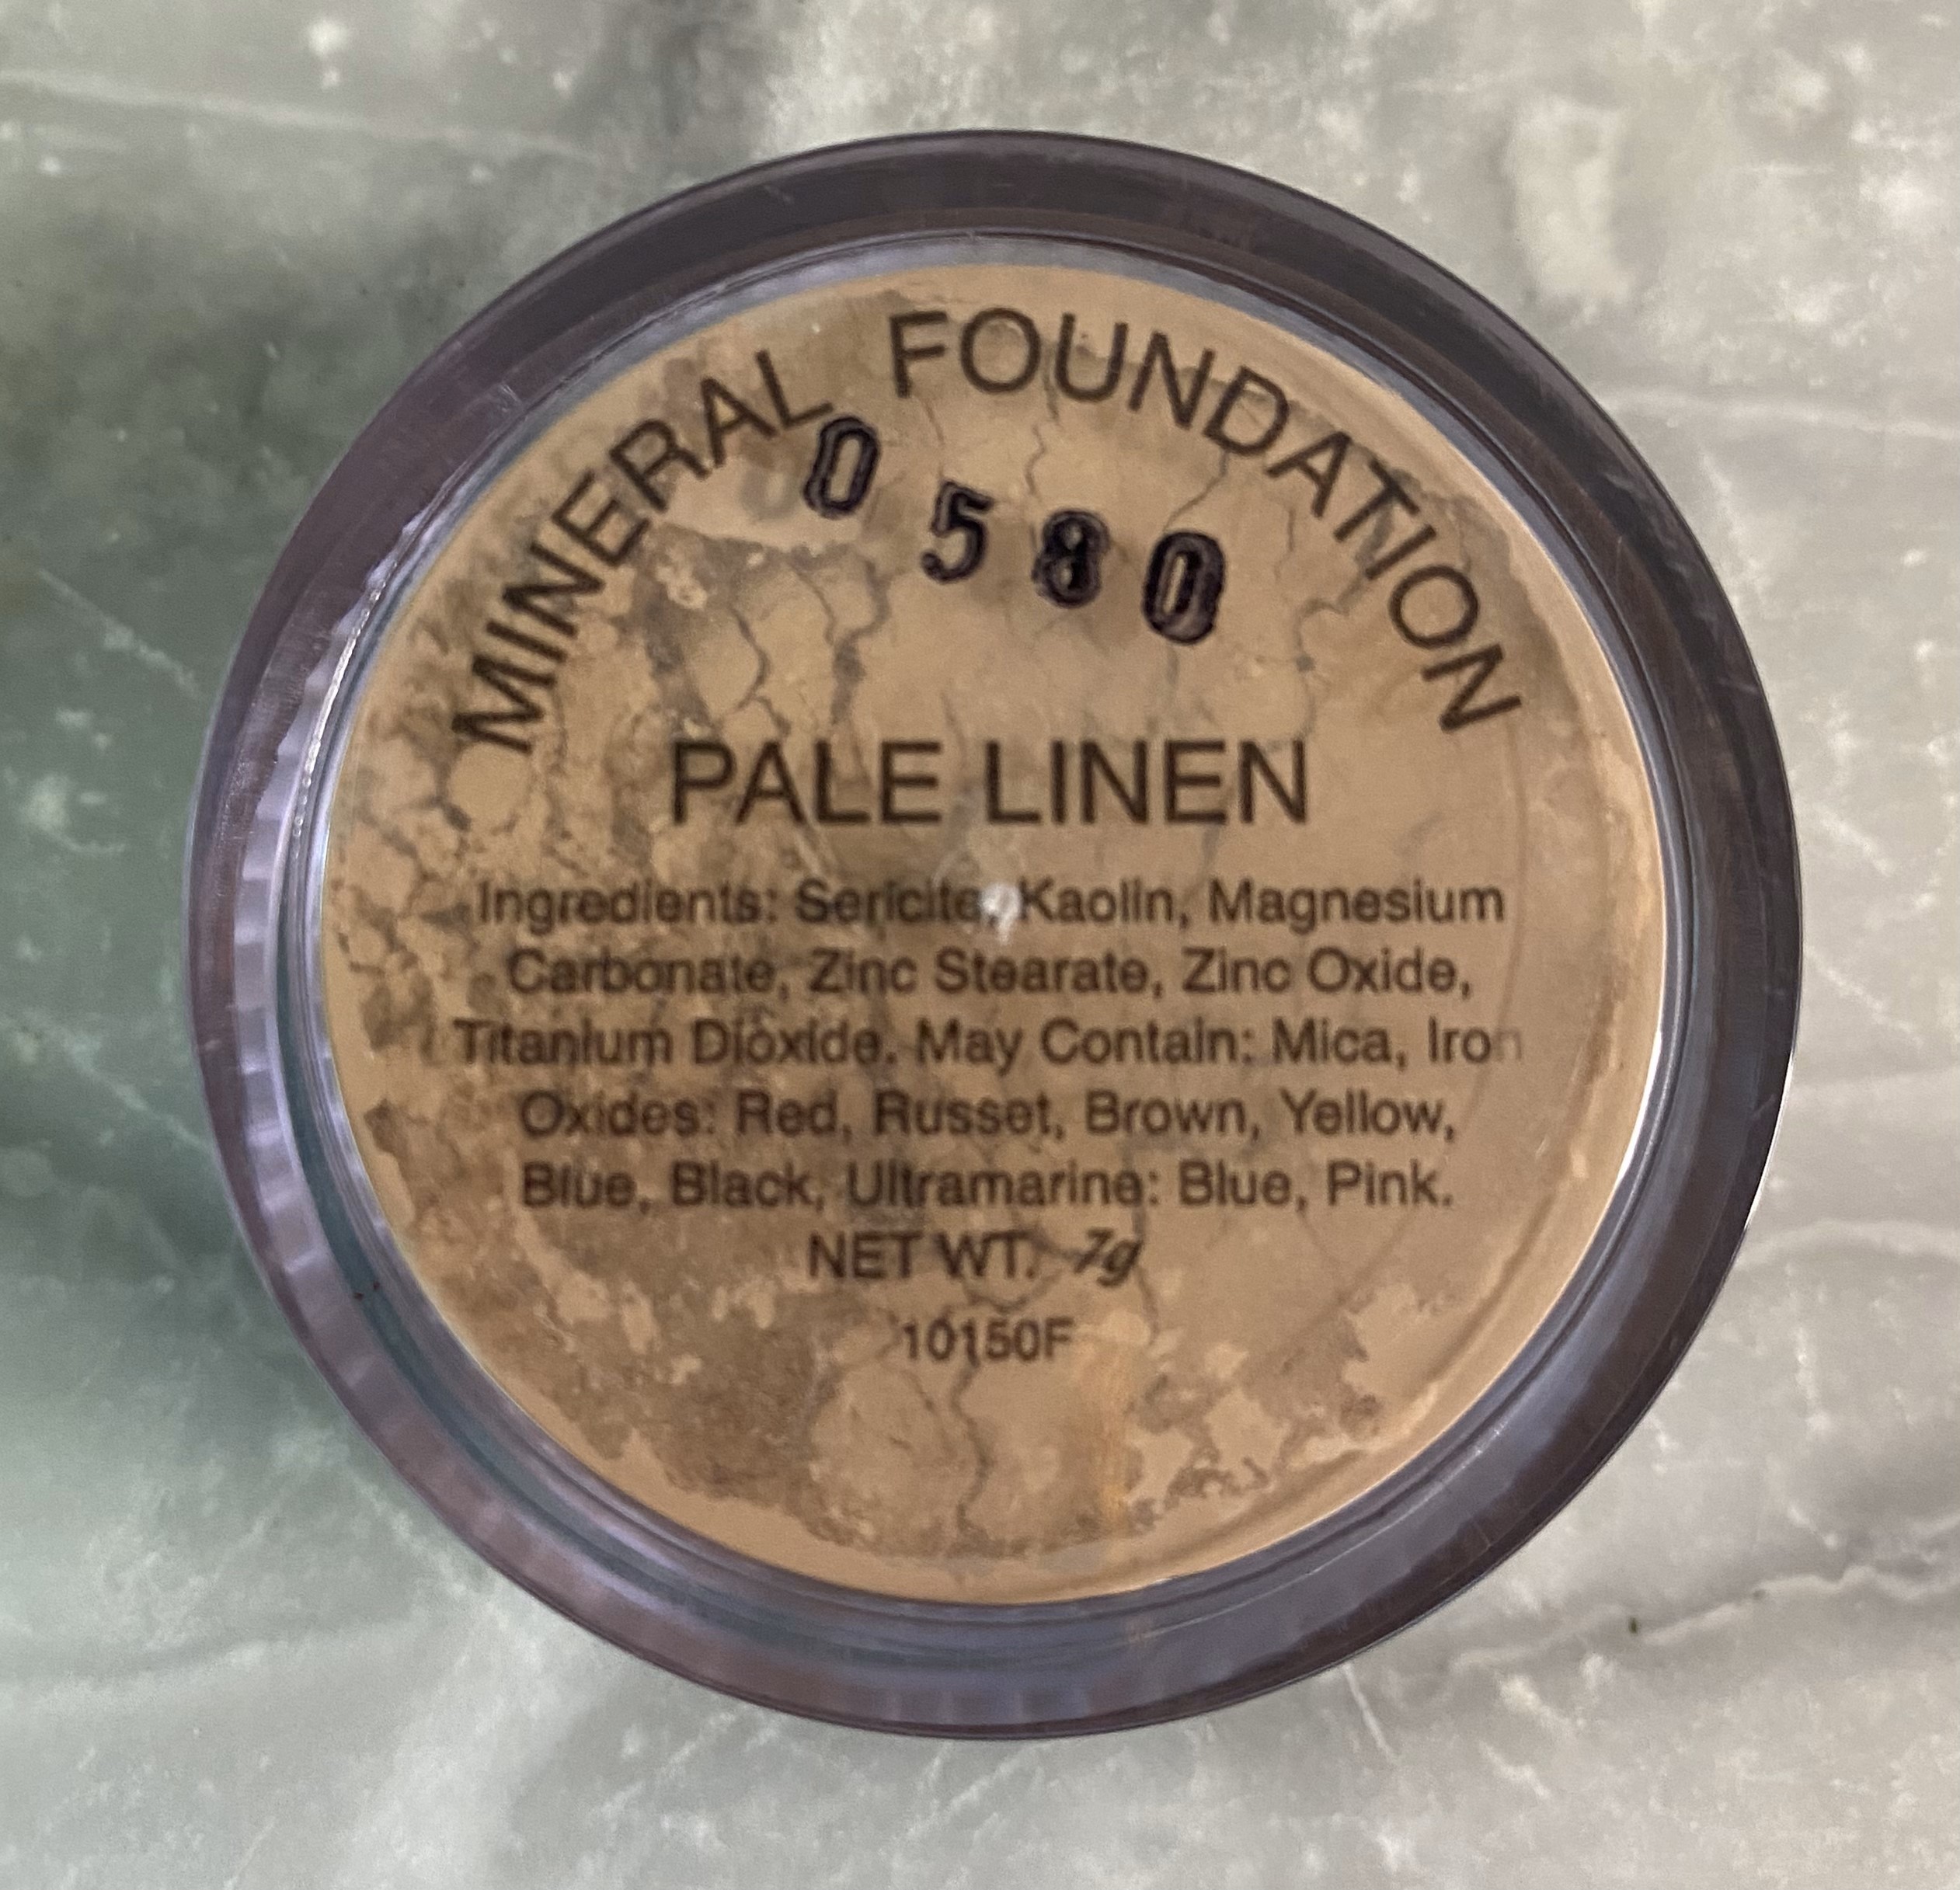 MINERAL FOUNDATION
0580
PALE LINEN
Ingredients: Sericite, Kaolin, Magnesium
Carbonate, Zinc Stearate, Zinc Oxide,
Titanium Dioxide. May Contain: Mica, Iron
Oxides: Red, Russet, Brown, Yellow,
Blue, Black, Ultramarine: Blue, Pink.
NET WT. 7g
10150F